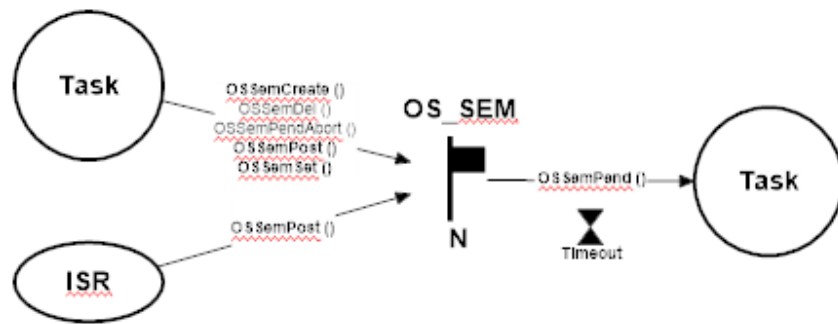 Task
OSSemCreate ()
OSSemDel ()
OSSemPendAbort ()
OSSemPost ()
OSSemSet ()
OS_SEM
N
OSSemPend ()
Timeout
Task
OSSemPost ()
ISR